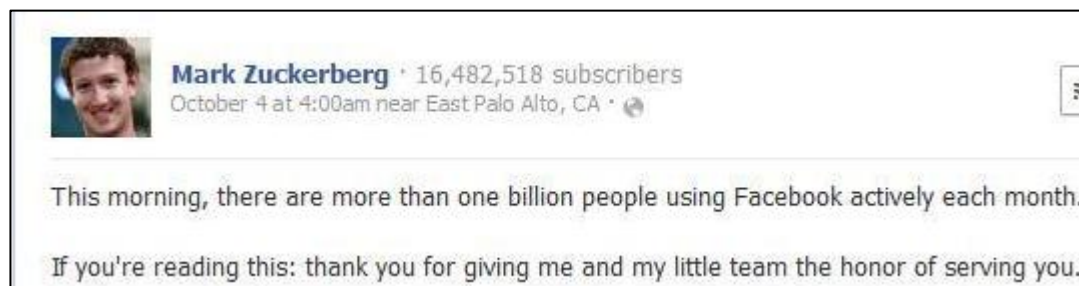 Mark Zuckerberg · 16,482,518 subscribers
October 4 at 4:00am near East Palo Alto, CA ·
This morning, there are more than one billion people using Facebook actively each month.
If you're reading this: thank you for giving me and my little team the honor of serving you.